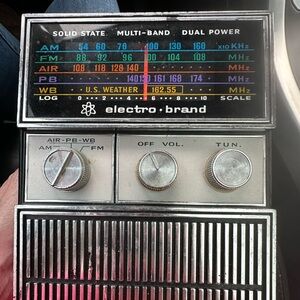 SOLID STATE MULTI-BAND DUAL POWER
AM 54 60 70 100 130 160 x10 KHz
FM 88 92 96 100 104 108 MHz
AIR 108 118 128 140 MHz
PB 140 150 161 168 174 MHz
WB U.S. WEATHER 162.55 MHz
LOG 0 2 4 6 8 10 SCALE
electro·brand
AIR-PB-WB
AM FM
OFF VOL.
TUN.